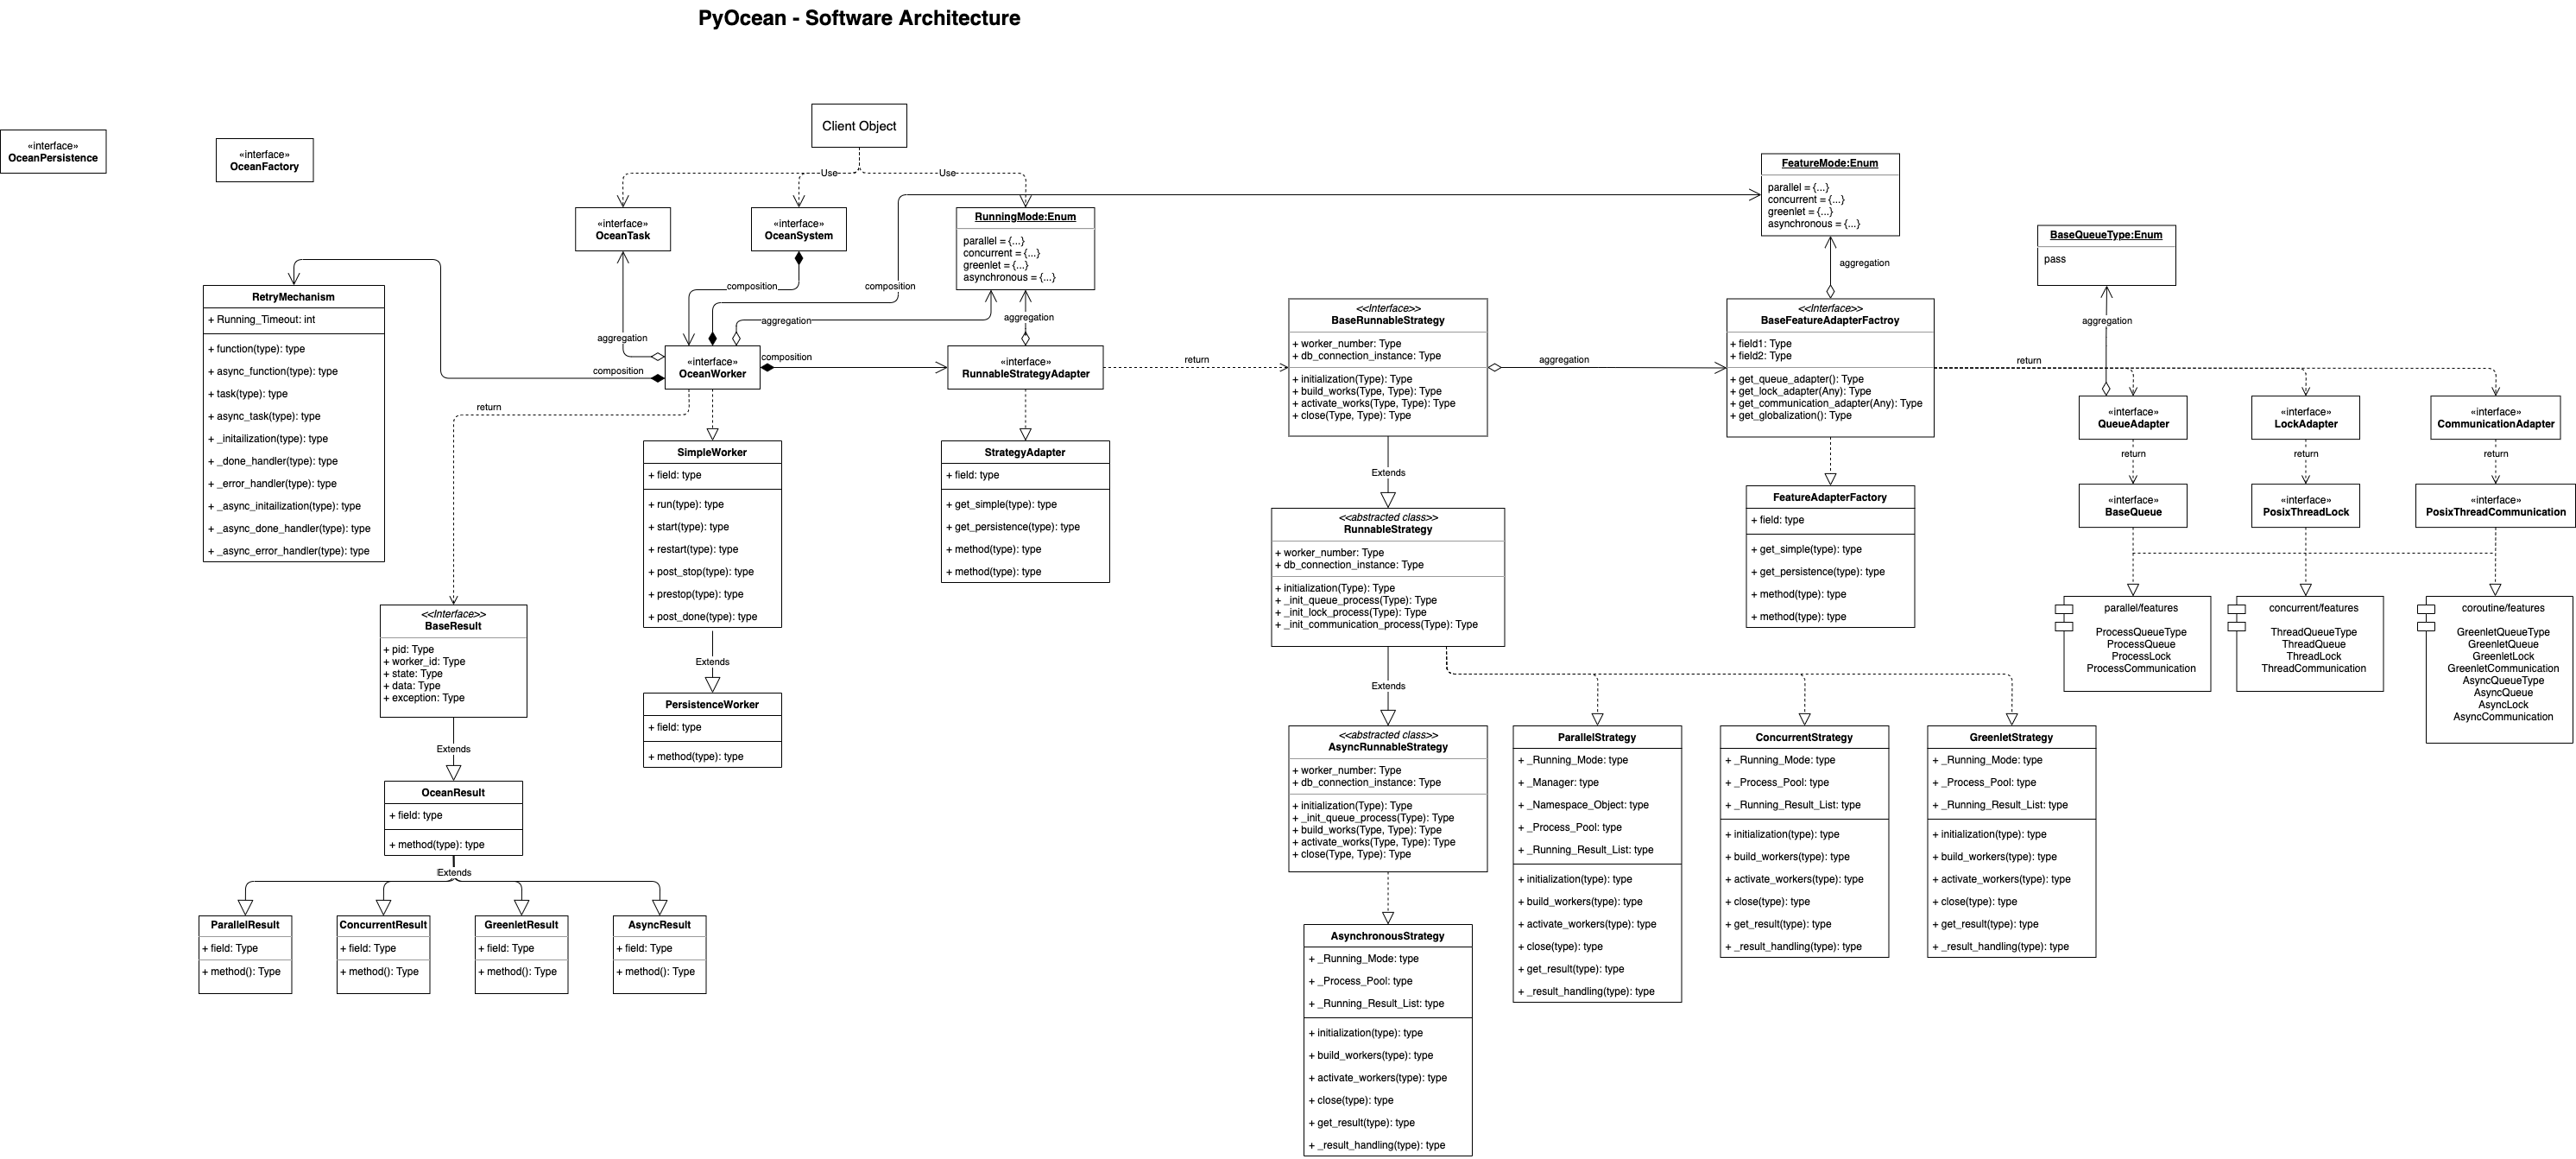 PyOcean - Software Architecture
«interface»
OceanPersistence
«interface»
OceanFactory
Client Object
Use
Use
«interface»
OceanTask
«interface»
OceanSystem
RunningMode:Enum
parallel = {...}
concurrent = {...}
greenlet = {...}
asynchronous = {...}
FeatureMode:Enum
parallel = {...}
concurrent = {...}
greenlet = {...}
asynchronous = {...}
BaseQueueType:Enum
pass
composition
composition
aggregation
aggregation
aggregation
aggregation
aggregation
RetryMechanism
+ Running_Timeout: int
+ function(type): type
+ async_function(type): type
+ task(type): type
+ async_task(type): type
+ _initailization(type): type
+ _done_handler(type): type
+ _error_handler(type): type
+ _async_initailization(type): type
+ _async_done_handler(type): type
+ _async_error_handler(type): type
composition
«interface»
OceanWorker
composition
«interface»
RunnableStrategyAdapter
return
return
<<Interface>>
BaseRunnableStrategy
+ worker_number: Type
+ db_connection_instance: Type
+ initialization(Type): Type
+ build_works(Type, Type): Type
+ activate_works(Type, Type): Type
+ close(Type, Type): Type
aggregation
<<Interface>>
BaseFeatureAdapterFactroy
+ field1: Type
+ field2: Type
+ get_queue_adapter(): Type
+ get_lock_adapter(Any): Type
+ get_communication_adapter(Any): Type
+ get_globalization(): Type
return
«interface»
QueueAdapter
«interface»
LockAdapter
«interface»
CommunicationAdapter
return
return
return
«interface»
BaseQueue
«interface»
PosixThreadLock
«interface»
PosixThreadCommunication
parallel/features
ProcessQueueType
ProcessQueue
ProcessLock
ProcessCommunication
concurrent/features
ThreadQueueType
ThreadQueue
ThreadLock
ThreadCommunication
coroutine/features
GreenletQueueType
GreenletQueue
GreenletLock
GreenletCommunication
AsyncQueueType
AsyncQueue
AsyncLock
AsyncCommunication
SimpleWorker
+ field: type
+ run(type): type
+ start(type): type
+ restart(type): type
+ post_stop(type): type
+ prestop(type): type
+ post_done(type): type
Extends
PersistenceWorker
+ field: type
+ method(type): type
StrategyAdapter
+ field: type
+ get_simple(type): type
+ get_persistence(type): type
+ method(type): type
+ method(type): type
Extends
<<abstracted class>>
RunnableStrategy
+ worker_number: Type
+ db_connection_instance: Type
+ initialization(Type): Type
+ _init_queue_process(Type): Type
+ _init_lock_process(Type): Type
+ _init_communication_process(Type): Type
FeatureAdapterFactory
+ field: type
+ get_simple(type): type
+ get_persistence(type): type
+ method(type): type
+ method(type): type
<<Interface>>
BaseResult
+ pid: Type
+ worker_id: Type
+ state: Type
+ data: Type
+ exception: Type
Extends
OceanResult
+ field: type
+ method(type): type
Extends
ParallelResult
+ field: Type
+ method(): Type
ConcurrentResult
+ field: Type
+ method(): Type
GreenletResult
+ field: Type
+ method(): Type
AsyncResult
+ field: Type
+ method(): Type
Extends
<<abstracted class>>
AsyncRunnableStrategy
+ worker_number: Type
+ db_connection_instance: Type
+ initialization(Type): Type
+ _init_queue_process(Type): Type
+ build_works(Type, Type): Type
+ activate_works(Type, Type): Type
+ close(Type, Type): Type
ParallelStrategy
+ _Running_Mode: type
+ _Manager: type
+ _Namespace_Object: type
+ _Process_Pool: type
+ _Running_Result_List: type
+ initialization(type): type
+ build_workers(type): type
+ activate_workers(type): type
+ close(type): type
+ get_result(type): type
+ _result_handling(type): type
ConcurrentStrategy
+ _Running_Mode: type
+ _Process_Pool: type
+ _Running_Result_List: type
+ initialization(type): type
+ build_workers(type): type
+ activate_workers(type): type
+ close(type): type
+ get_result(type): type
+ _result_handling(type): type
GreenletStrategy
+ _Running_Mode: type
+ _Process_Pool: type
+ _Running_Result_List: type
+ initialization(type): type
+ build_workers(type): type
+ activate_workers(type): type
+ close(type): type
+ get_result(type): type
+ _result_handling(type): type
AsynchronousStrategy
+ _Running_Mode: type
+ _Process_Pool: type
+ _Running_Result_List: type
+ initialization(type): type
+ build_workers(type): type
+ activate_workers(type): type
+ close(type): type
+ get_result(type): type
+ _result_handling(type): type